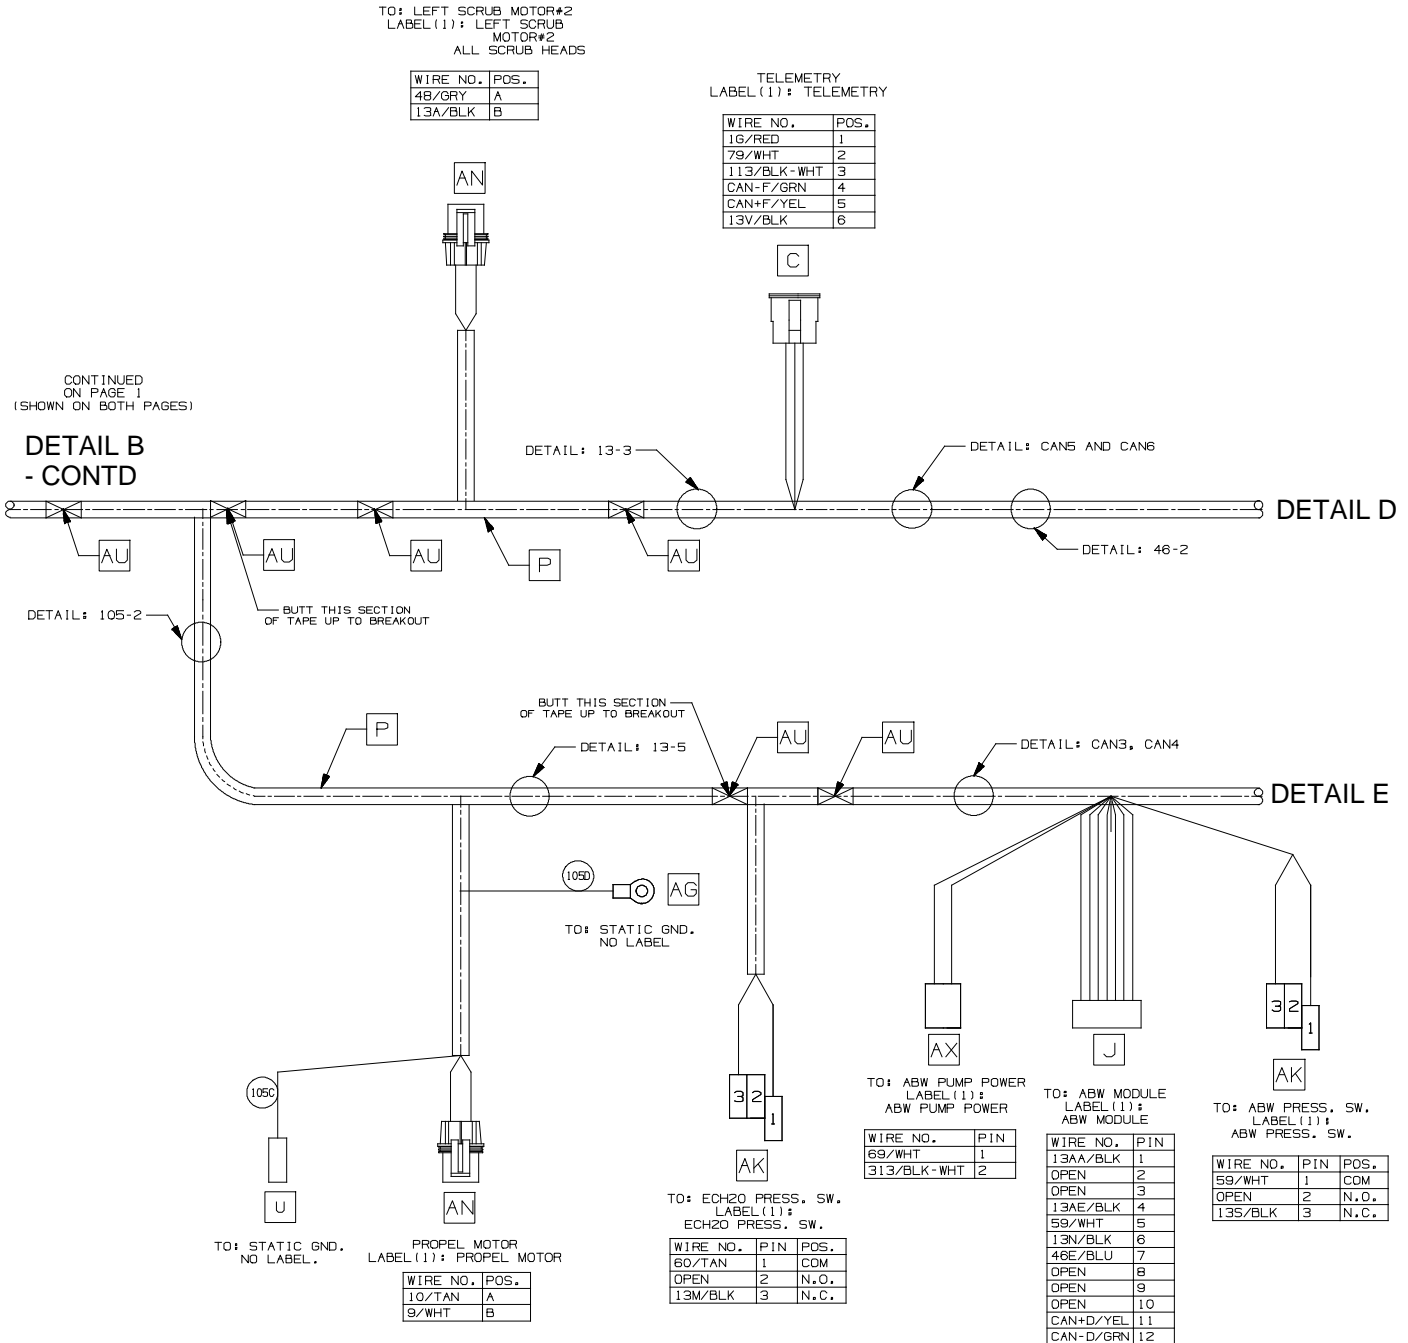 TO: LEFT SCRUB MOTOR#2
LABEL(1): LEFT SCRUB
MOTOR#2
ALL SCRUB HEADS
WIRE NO. POS.
4B/GRY A
13A/BLK B
AN
TELEMETRY
LABEL(1): TELEMETRY
WIRE NO. POS.
1G/RED 1
79/WHT 2
113/BLK-WHT 3
CAN-F/GRN 4
CAN+F/YEL 5
13V/BLK 6
C
CONTINUED
ON PAGE 1
(SHOWN ON BOTH PAGES)
DETAIL B
- CONTD
DETAIL: 13-3
DETAIL: CAN5 AND CAN6
DETAIL D
AU
AU
AU
P
AU
DETAIL: 46-2
DETAIL: 105-2
BUTT THIS SECTION
OF TAPE UP TO BREAKOUT
P
BUTT THIS SECTION
OF TAPE UP TO BREAKOUT
DETAIL: 13-5
AU
AU
DETAIL: CAN3, CAN4
DETAIL E
105D
AG
TO: STATIC GND.
NO LABEL
105C
U
TO: STATIC GND.
NO LABEL.
AN
PROPEL MOTOR
LABEL(1): PROPEL MOTOR
WIRE NO. POS.
10/TAN A
9/WHT B
3 2
1
AK
TO: ECH2O PRESS. SW.
LABEL(1):
ECH2O PRESS. SW.
WIRE NO. PIN POS.
60/TAN 1 COM
OPEN 2 N.O.
13M/BLK 3 N.C.
AX
TO: ABW PUMP POWER
LABEL(1):
ABW PUMP POWER
WIRE NO. PIN
69/WHT 1
313/BLK-WHT 2
J
TO: ABW MODULE
LABEL(1):
ABW MODULE
WIRE NO. PIN
13AA/BLK 1
OPEN 2
OPEN 3
13AE/BLK 4
59/WHT 5
13N/BLK 6
46E/BLU 7
OPEN 8
OPEN 9
OPEN 10
CAN+D/YEL 11
CAN-D/GRN 12
3 2
1
AK
TO: ABW PRESS. SW.
LABEL(1):
ABW PRESS. SW.
WIRE NO. PIN POS.
59/WHT 1 COM
OPEN 2 N.O.
13S/BLK 3 N.C.